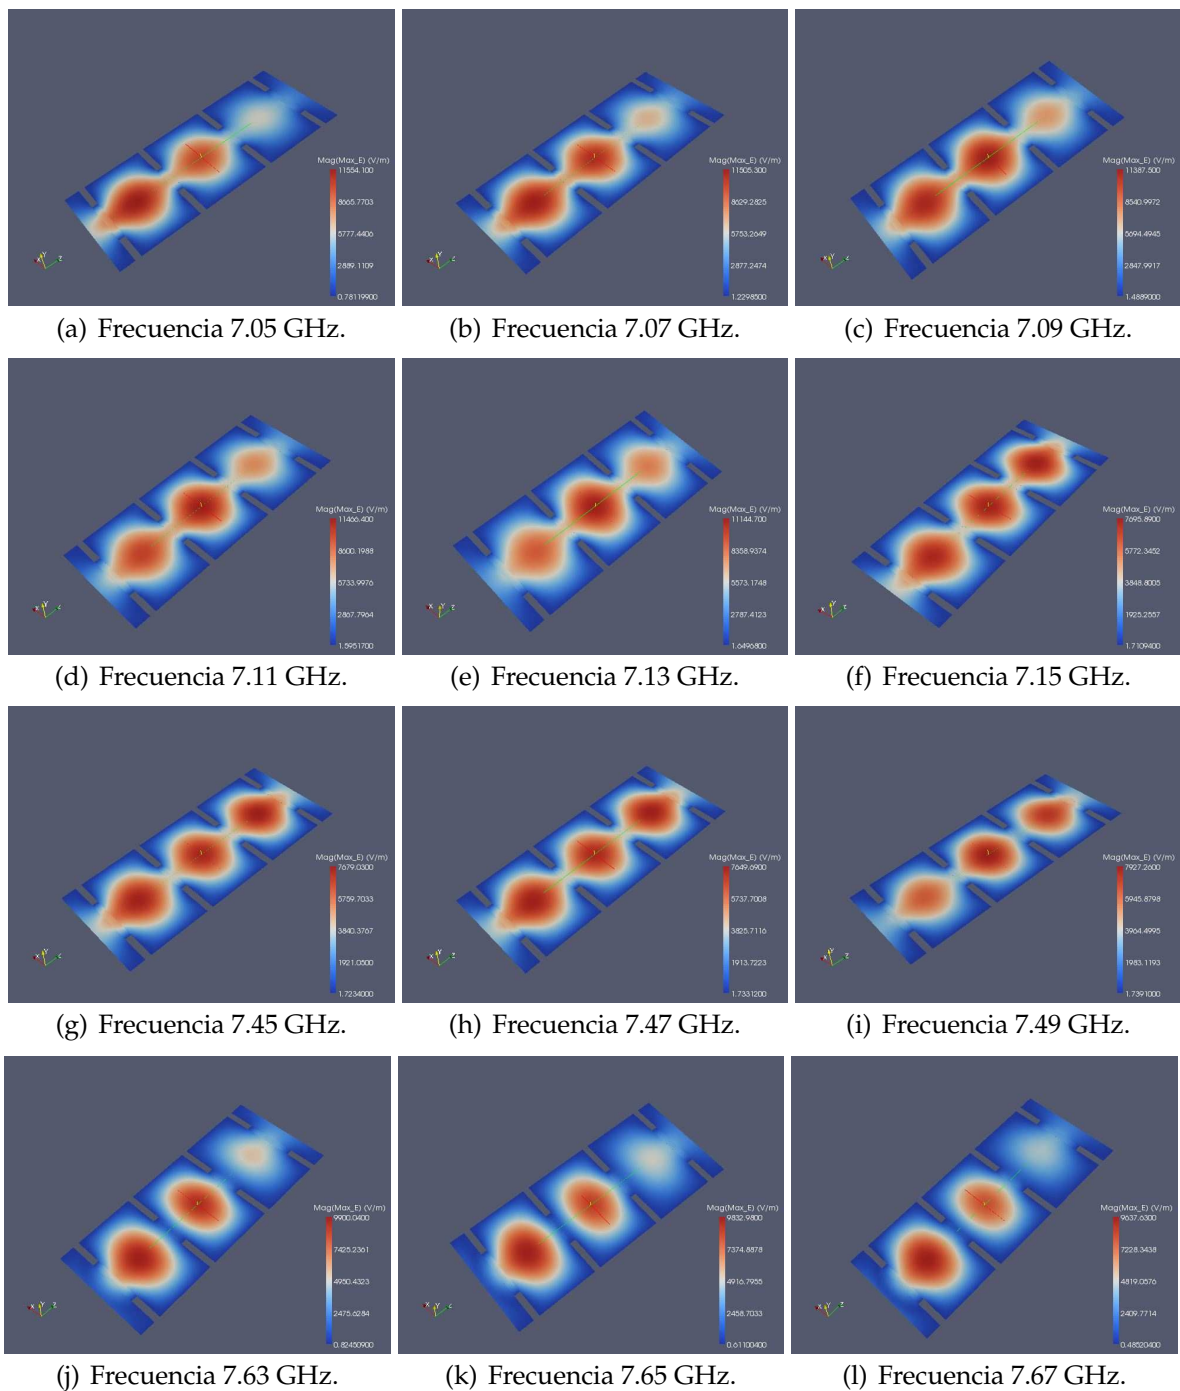 Mag(Max_E) (V/m)
11554.100
8665.7703
5777.4406
2889.1109
0.78119900
(a) Frecuencia 7.05 GHz.
Mag(Max_E) (V/m)
11505.300
8629.2825
5753.2649
2877.2474
1.2298500
(b) Frecuencia 7.07 GHz.
Mag(Max_E) (V/m)
11387.500
8540.9972
5694.4945
2847.9917
1.4889000
(c) Frecuencia 7.09 GHz.
Mag(Max_E) (V/m)
11466.400
8600.1988
5733.9976
2867.7964
1.5951700
(d) Frecuencia 7.11 GHz.
Mag(Max_E) (V/m)
11144.700
8358.9374
5573.1748
2787.4123
1.6496800
(e) Frecuencia 7.13 GHz.
Mag(Max_E) (V/m)
7695.8900
5772.3452
3848.8005
1925.2557
1.7109400
(f) Frecuencia 7.15 GHz.
Mag(Max_E) (V/m)
7679.0300
5759.7033
3840.3767
1921.0500
1.7234000
(g) Frecuencia 7.45 GHz.
Mag(Max_E) (V/m)
7649.6900
5737.7008
3825.7116
1913.7223
1.7331200
(h) Frecuencia 7.47 GHz.
Mag(Max_E) (V/m)
7927.2600
5945.8798
3964.4995
1983.1193
1.7391000
(i) Frecuencia 7.49 GHz.
Mag(Max_E) (V/m)
9900.0400
7425.2361
4950.4323
2475.6284
0.82450900
(j) Frecuencia 7.63 GHz.
Mag(Max_E) (V/m)
9832.9800
7374.8878
4916.7955
2458.7033
0.61100400
(k) Frecuencia 7.65 GHz.
Mag(Max_E) (V/m)
9637.6300
7228.3438
4819.0576
2409.7714
0.48520400
(l) Frecuencia 7.67 GHz.